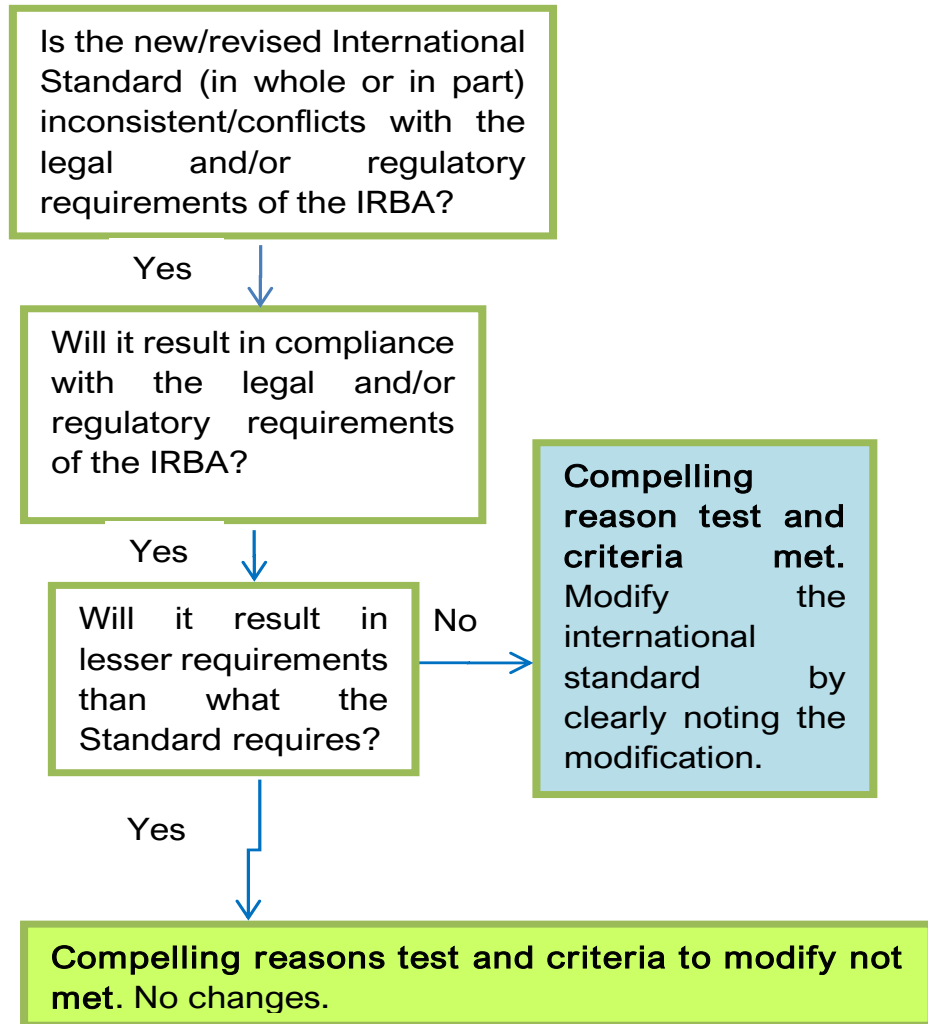 Is the new/revised International
Standard (in whole or in part)
inconsistent/conflicts with the
legal and/or regulatory
requirements of the IRBA?
Yes
Will it result in compliance
with the legal and/or
regulatory requirements
of the IRBA?
Yes
Will it result in
lesser requirements
than what the
Standard requires?
No
Compelling
reason test and
criteria met.
Modify the
international
standard by
clearly noting the
modification.
Yes
Compelling reasons test and criteria to modify not
met. No changes.